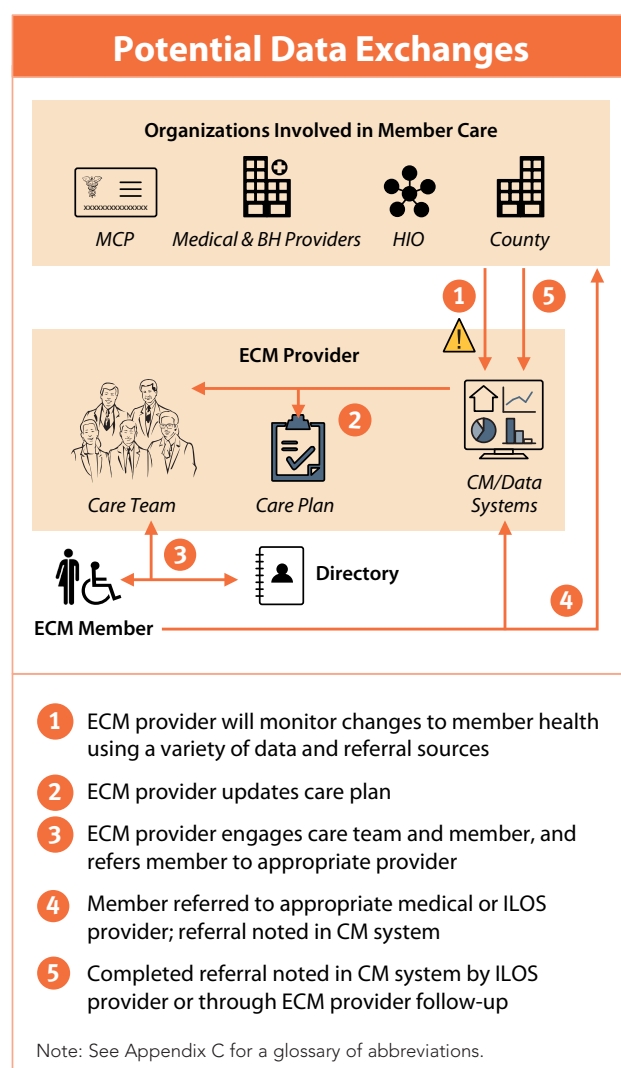 Potential Data Exchanges
Organizations Involved in Member Care
xxxxxxxxxxxxxxx
MCP
Medical & BH Providers
HIO
County
1
5
ECM Provider
2
Care Team
Care Plan
CM/Data
Systems
3
Directory
4
ECM Member
1 ECM provider will monitor changes to member health
using a variety of data and referral sources
2 ECM provider updates care plan
3 ECM provider engages care team and member, and
refers member to appropriate provider
4 Member referred to appropriate medical or ILOS
provider; referral noted in CM system
5 Completed referral noted in CM system by ILOS
provider or through ECM provider follow-up
Note: See Appendix C for a glossary of abbreviations.